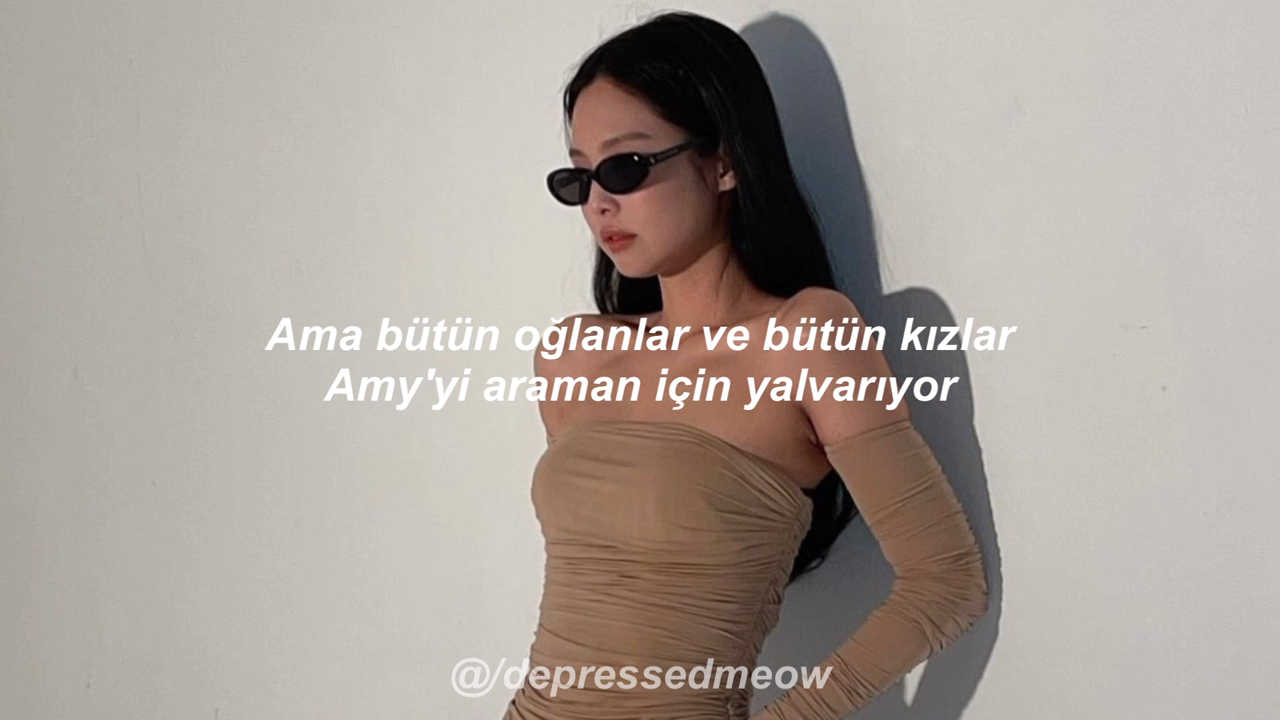 Ama bütün oğlanlar ve bütün kızlar
Amy'yi araman için yalvarıyor
@/depressedmeow